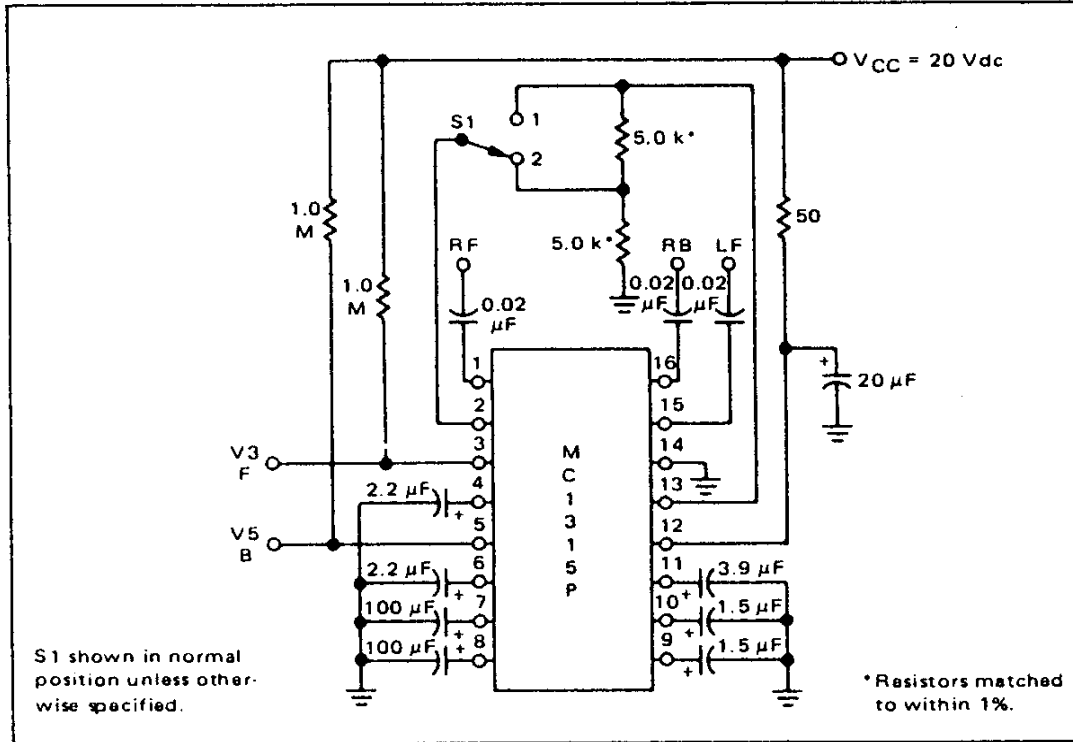 V_CC = 20 Vdc
S1
1
2
5.0 k*
1.0
M
50
RF
5.0 k*
RB
LF
1.0
M
0.02
µF
0.02
µF
0.02
µF
1
16
20 µF
2
15
V3
F
3
14
2.2 µF
4
13
V5
B
5
12
2.2 µF
6
11
3.9 µF
100 µF
7
10
1.5 µF
100 µF
8
9
1.5 µF
+
+
+
+
+
+
+
+
MC1315P
S1 shown in normal
position unless other-
wise specified.
*Resistors matched
to within 1%.